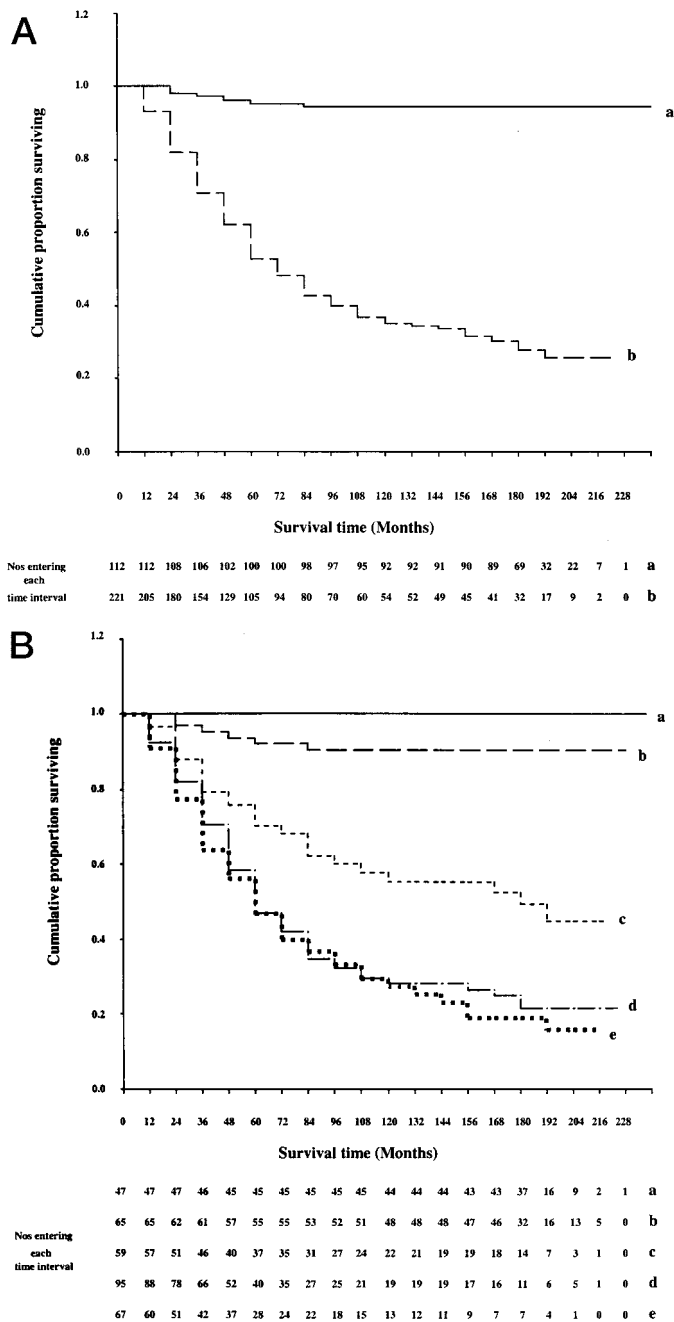 A
1.2
1.0
0.8
0.6
0.4
0.2
0.0
Cumulative proportion surviving
a
b
0 12 24 36 48 60 72 84 96 108 120 132 144 156 168 180 192 204 216 228
Survival time (Months)
Nos entering
each
time interval
112 112 108 106 102 100 100 98 97 95 92 92 91 90 89 69 32 22 7 1 a
221 205 180 154 129 105 94 80 70 60 54 52 49 45 41 32 17 9 2 0 b
B
1.2
1.0
0.8
0.6
0.4
0.2
0.0
Cumulative proportion surviving
a
b
c
d
e
0 12 24 36 48 60 72 84 96 108 120 132 144 156 168 180 192 204 216 228
Survival time (Months)
Nos entering
each
time interval
47 47 47 46 45 45 45 45 45 45 44 44 44 43 43 37 16 9 2 1 a
65 65 62 61 57 55 55 53 52 51 48 48 48 47 46 32 16 13 5 0 b
59 57 51 46 40 37 35 31 27 24 22 21 19 19 18 14 7 3 1 0 c
95 88 78 66 52 40 35 27 25 21 19 19 19 17 16 11 6 5 1 0 d
67 60 51 42 37 28 24 22 18 15 13 12 11 9 7 7 4 1 0 0 e